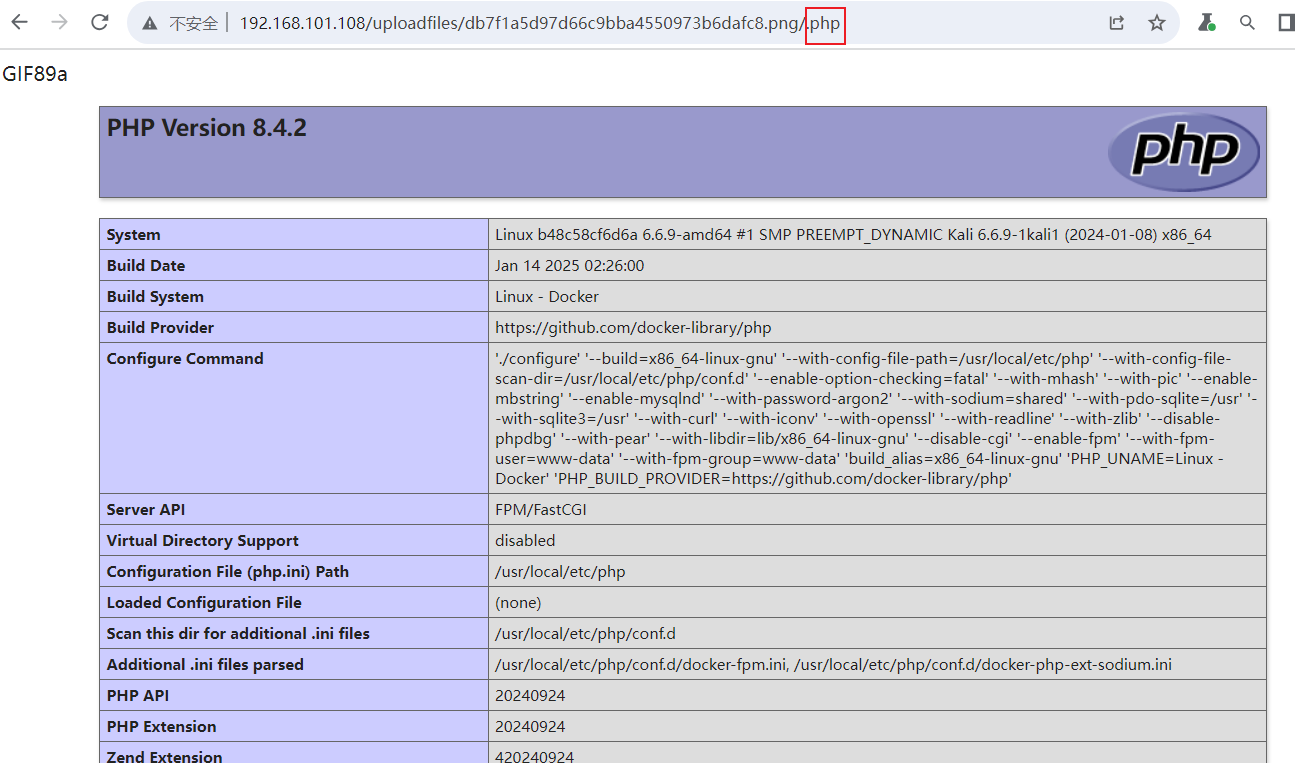 不安全 192.168.101.108/uploadfiles/db7f1a5d97d66c9bba4550973b6dafc8.png/.php
GIF89a
PHP Version 8.4.2
php
System Linux b48c58cf6d6a 6.6.9-amd64 #1 SMP PREEMPT_DYNAMIC Kali 6.6.9-1kali1 (2024-01-08) x86_64
Build Date Jan 14 2025 02:26:00
Build System Linux - Docker
Build Provider https://github.com/docker-library/php
Configure Command './configure' '--build=x86_64-linux-gnu' '--with-config-file-path=/usr/local/etc/php' '--with-config-file-
scan-dir=/usr/local/etc/php/conf.d' '--enable-option-checking=fatal' '--with-mhash' '--with-pic' '--enable-
mbstring' '--enable-mysqlnd' '--with-password-argon2' '--with-sodium=shared' '--with-pdo-sqlite=/usr' '-
-with-sqlite3=/usr' '--with-curl' '--with-iconv' '--with-openssl' '--with-readline' '--with-zlib' '--disable-
phpdbg' '--with-pear' '--with-libdir=lib/x86_64-linux-gnu' '--disable-cgi' '--enable-fpm' '--with-fpm-
user=www-data' '--with-fpm-group=www-data' 'build_alias=x86_64-linux-gnu' 'PHP_UNAME=Linux -
Docker' 'PHP_BUILD_PROVIDER=https://github.com/docker-library/php'
Server API FPM/FastCGI
Virtual Directory Support disabled
Configuration File (php.ini) Path /usr/local/etc/php
Loaded Configuration File (none)
Scan this dir for additional .ini files /usr/local/etc/php/conf.d
Additional .ini files parsed /usr/local/etc/php/conf.d/docker-fpm.ini, /usr/local/etc/php/conf.d/docker-php-ext-sodium.ini
PHP API 20240924
PHP Extension 20240924
Zend Extension 420240924